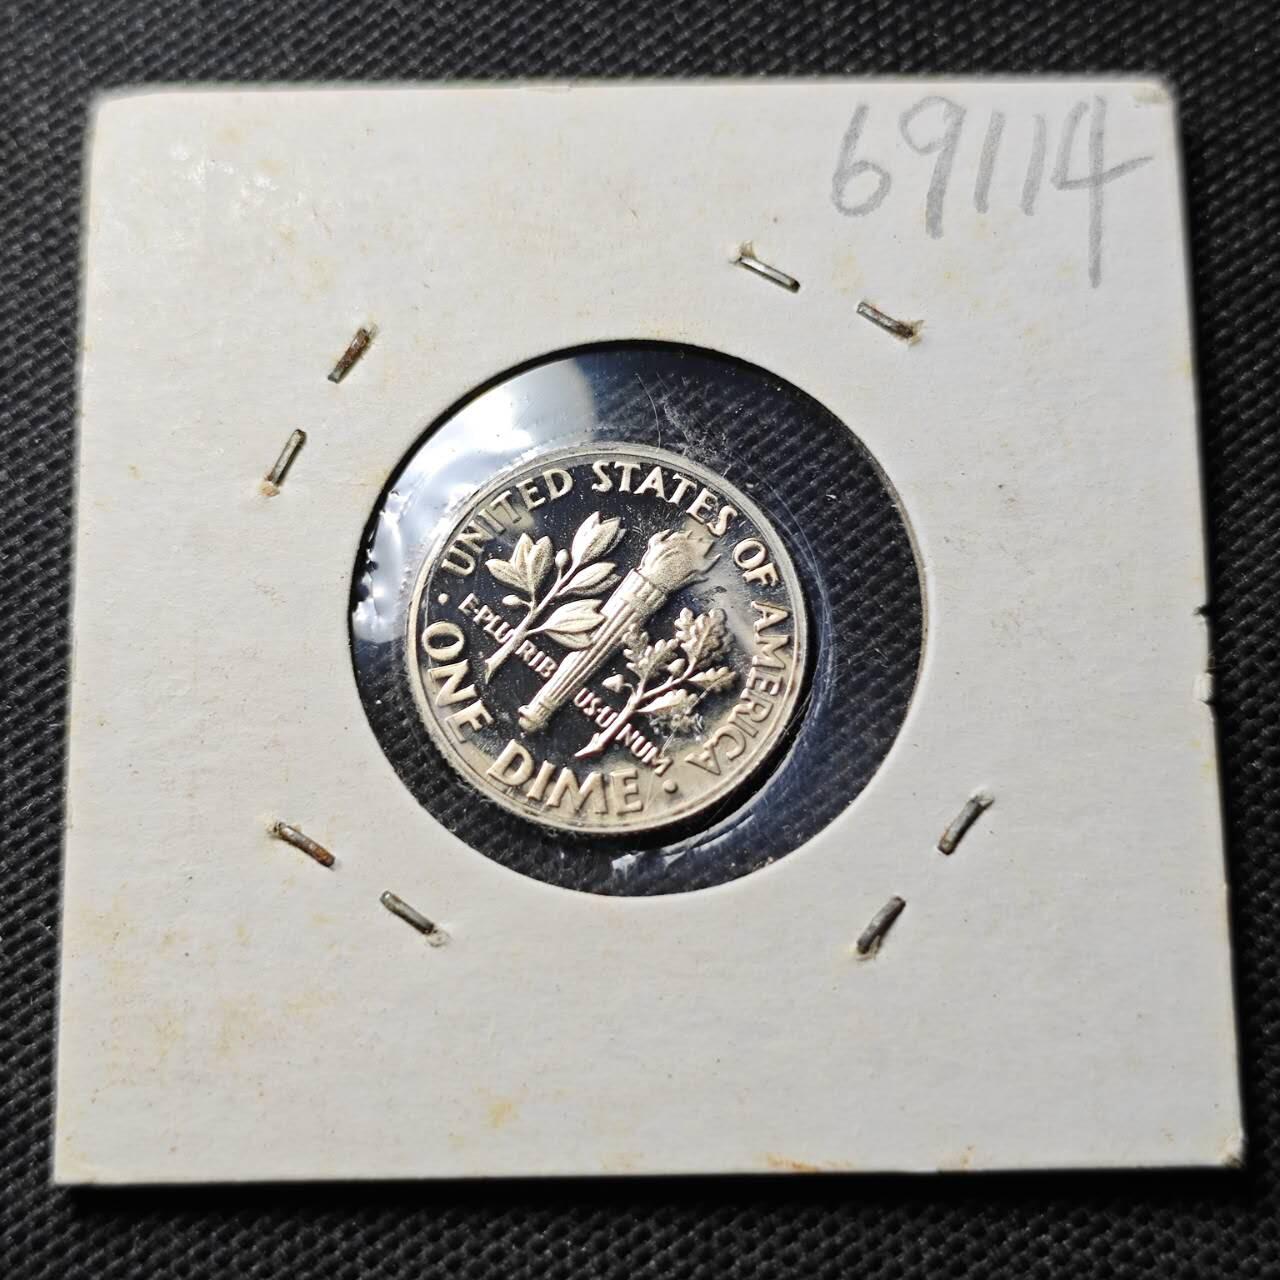 69114
UNITED STATES OF AMERICA
E·PLURIBUS·UNUM
· ONE DIME ·